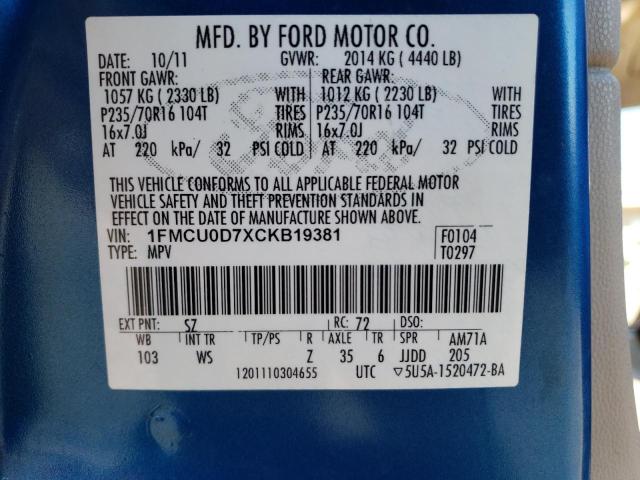 MFD. BY FORD MOTOR CO.
DATE: 10/11 GVWR: 2014 KG ( 4440 LB)
FRONT GAWR: REAR GAWR:
1057 KG ( 2330 LB) WITH 1012 KG ( 2230 LB) WITH
P235/70R16 104T TIRES P235/70R16 104T TIRES
16x7.0J RIMS 16x7.0J RIMS
AT 220 kPa/ 32 PSI COLD AT 220 kPa/ 32 PSI COLD
THIS VEHICLE CONFORMS TO ALL APPLICABLE FEDERAL MOTOR
VEHICLE SAFETY AND THEFT PREVENTION STANDARDS IN
EFFECT ON THE DATE OF MANUFACTURE SHOWN ABOVE.
VIN: 1FMCU0D7XCKB19381 F0104
TYPE: MPV T0297
EXT PNT: SZ RC: 72 DSO:
WB INT TR TP/PS R AXLE TR SPR AM71A
103 WS Z 35 6 JJDD 205
1201110304655 UTC ▽5U5A-1520472-BA